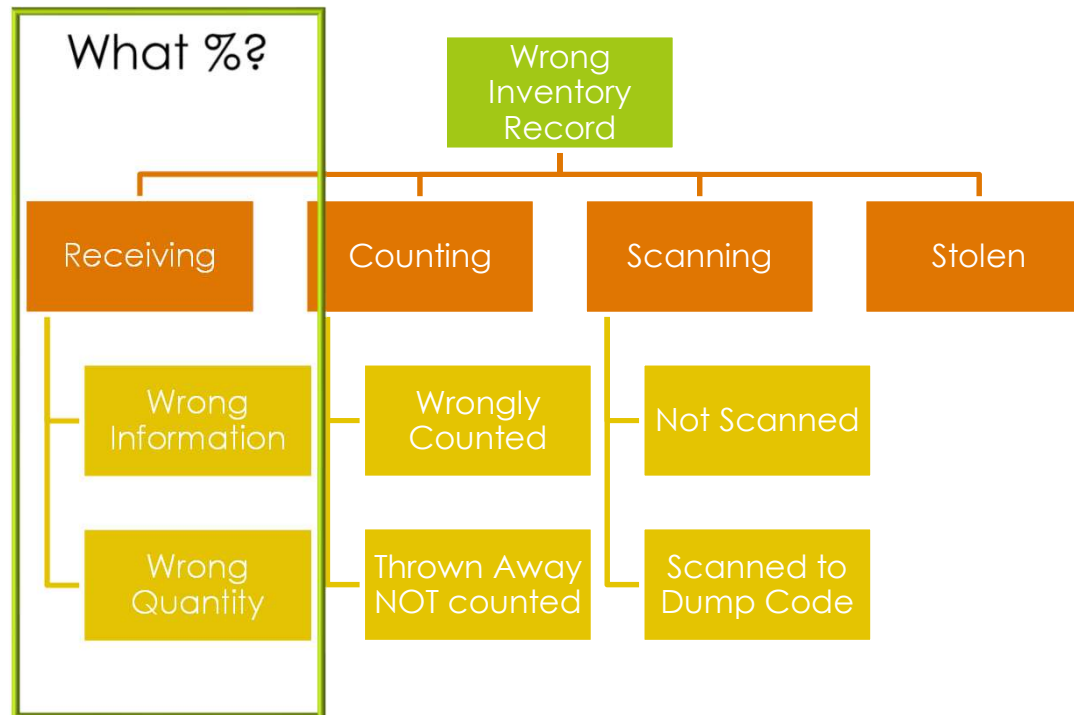 What %?
Wrong
Inventory
Record
Receiving
Counting
Scanning
Stolen
Wrong
Information
Wrongly
Counted
Not Scanned
Wrong
Quantity
Thrown Away
NOT counted
Scanned to
Dump Code